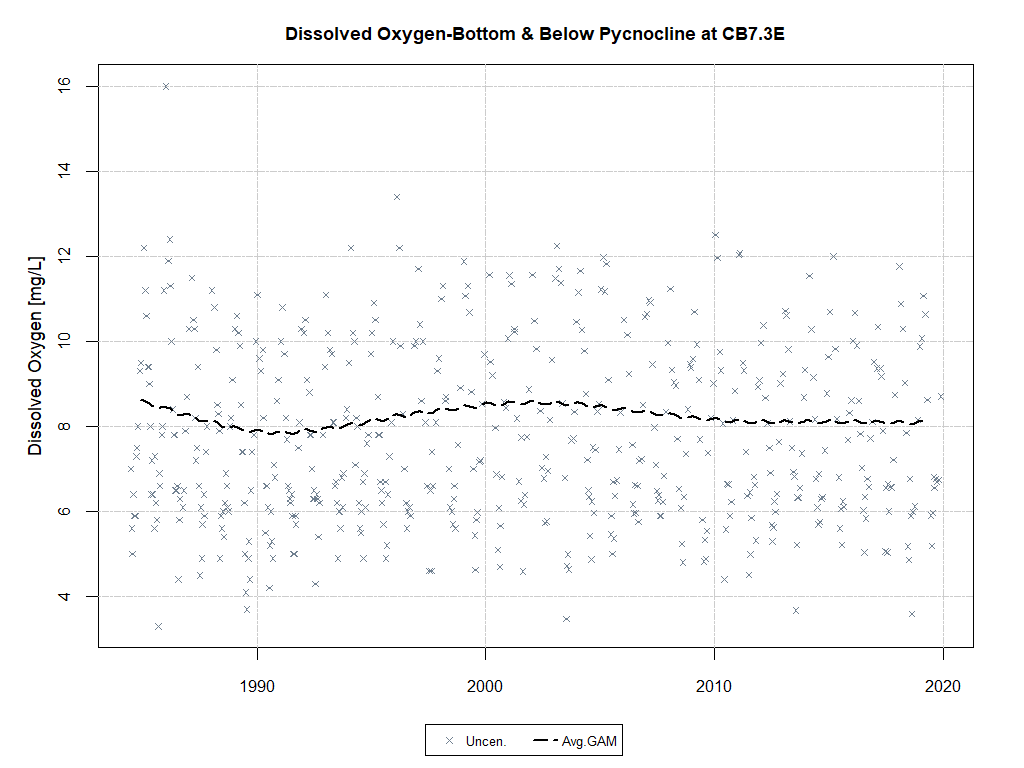 Dissolved Oxygen-Bottom & Below Pycnocline at CB7.3E
Dissolved Oxygen [mg/L]
16
14
12
10
8
6
4
1990 2000 2010 2020
Uncen. Avg.GAM